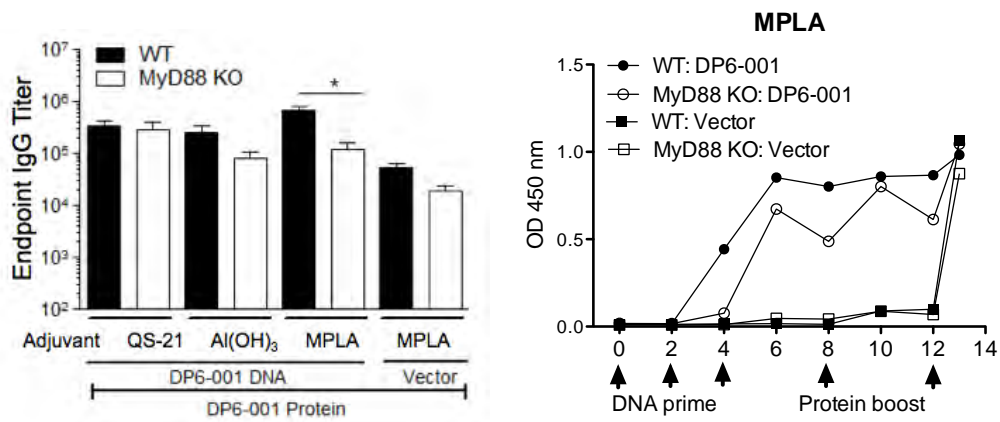 10⁷
10⁶
10⁵
10⁴
10³
10²
Endpoint IgG Titer
WT
MyD88 KO
*
Adjuvant QS-21 Al(OH)₃ MPLA MPLA
DP6-001 DNA Vector
DP6-001 Protein
MPLA
WT: DP6-001
MyD88 KO: DP6-001
WT: Vector
MyD88 KO: Vector
1.5
1.0
0.5
0.0
OD 450 nm
0 2 4 6 8 10 12 14
DNA prime Protein boost